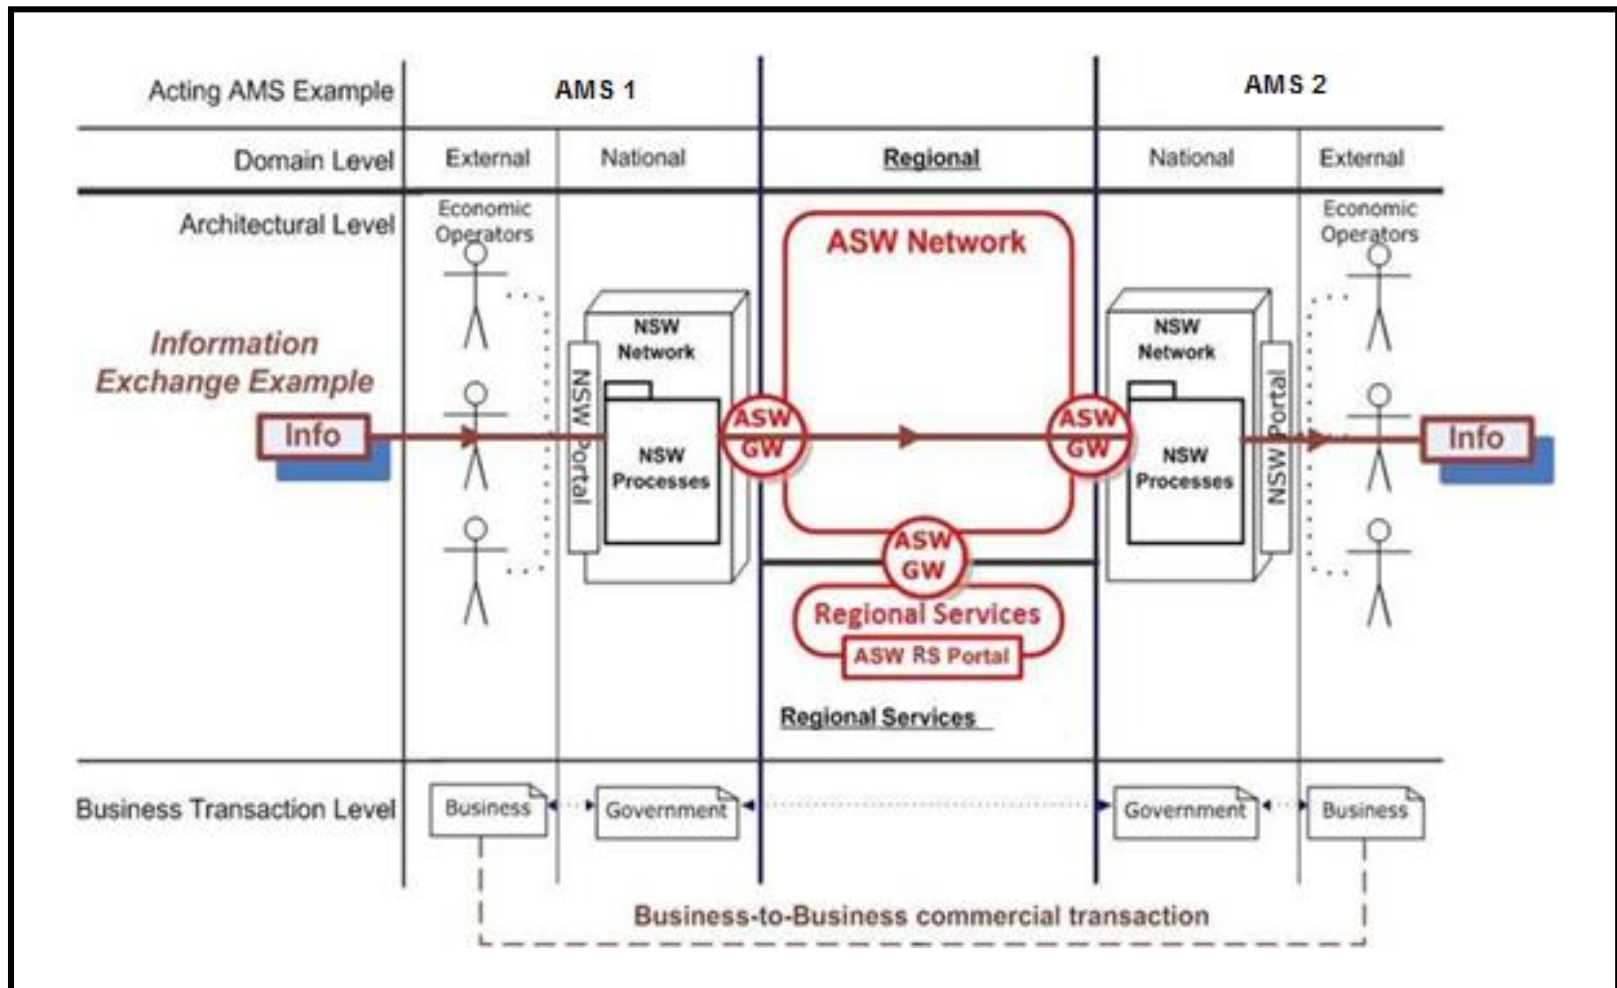 Acting AMS Example
AMS 1
AMS 2
Domain Level
External
National
Regional
National
External
Architectural Level
Economic
Operators
ASW Network
Economic
Operators
Information
Exchange Example
Info
NSW Portal
NSW
Network
NSW
Processes
ASW
GW
ASW
GW
NSW
Network
NSW
Processes
NSW Portal
Info
ASW
GW
Regional Services
ASW RS Portal
Regional Services
Business Transaction Level
Business
Government
Government
Business
Business-to-Business commercial transaction